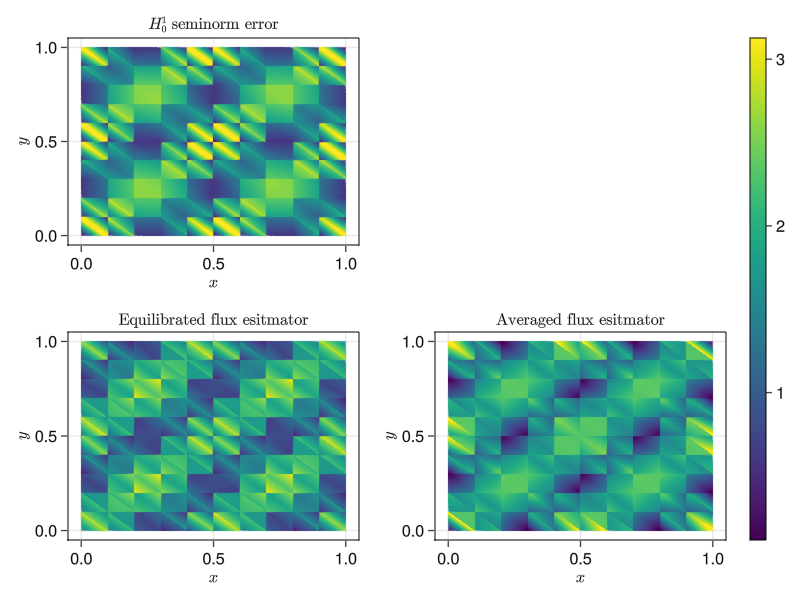 H¹₀ seminorm error
1.0
0.5
0.0
y
0.0 0.5 1.0
x
Equilibrated flux esitmator
1.0
0.5
0.0
y
0.0 0.5 1.0
x
Averaged flux esitmator
1.0
0.5
0.0
y
0.0 0.5 1.0
x
3
2
1